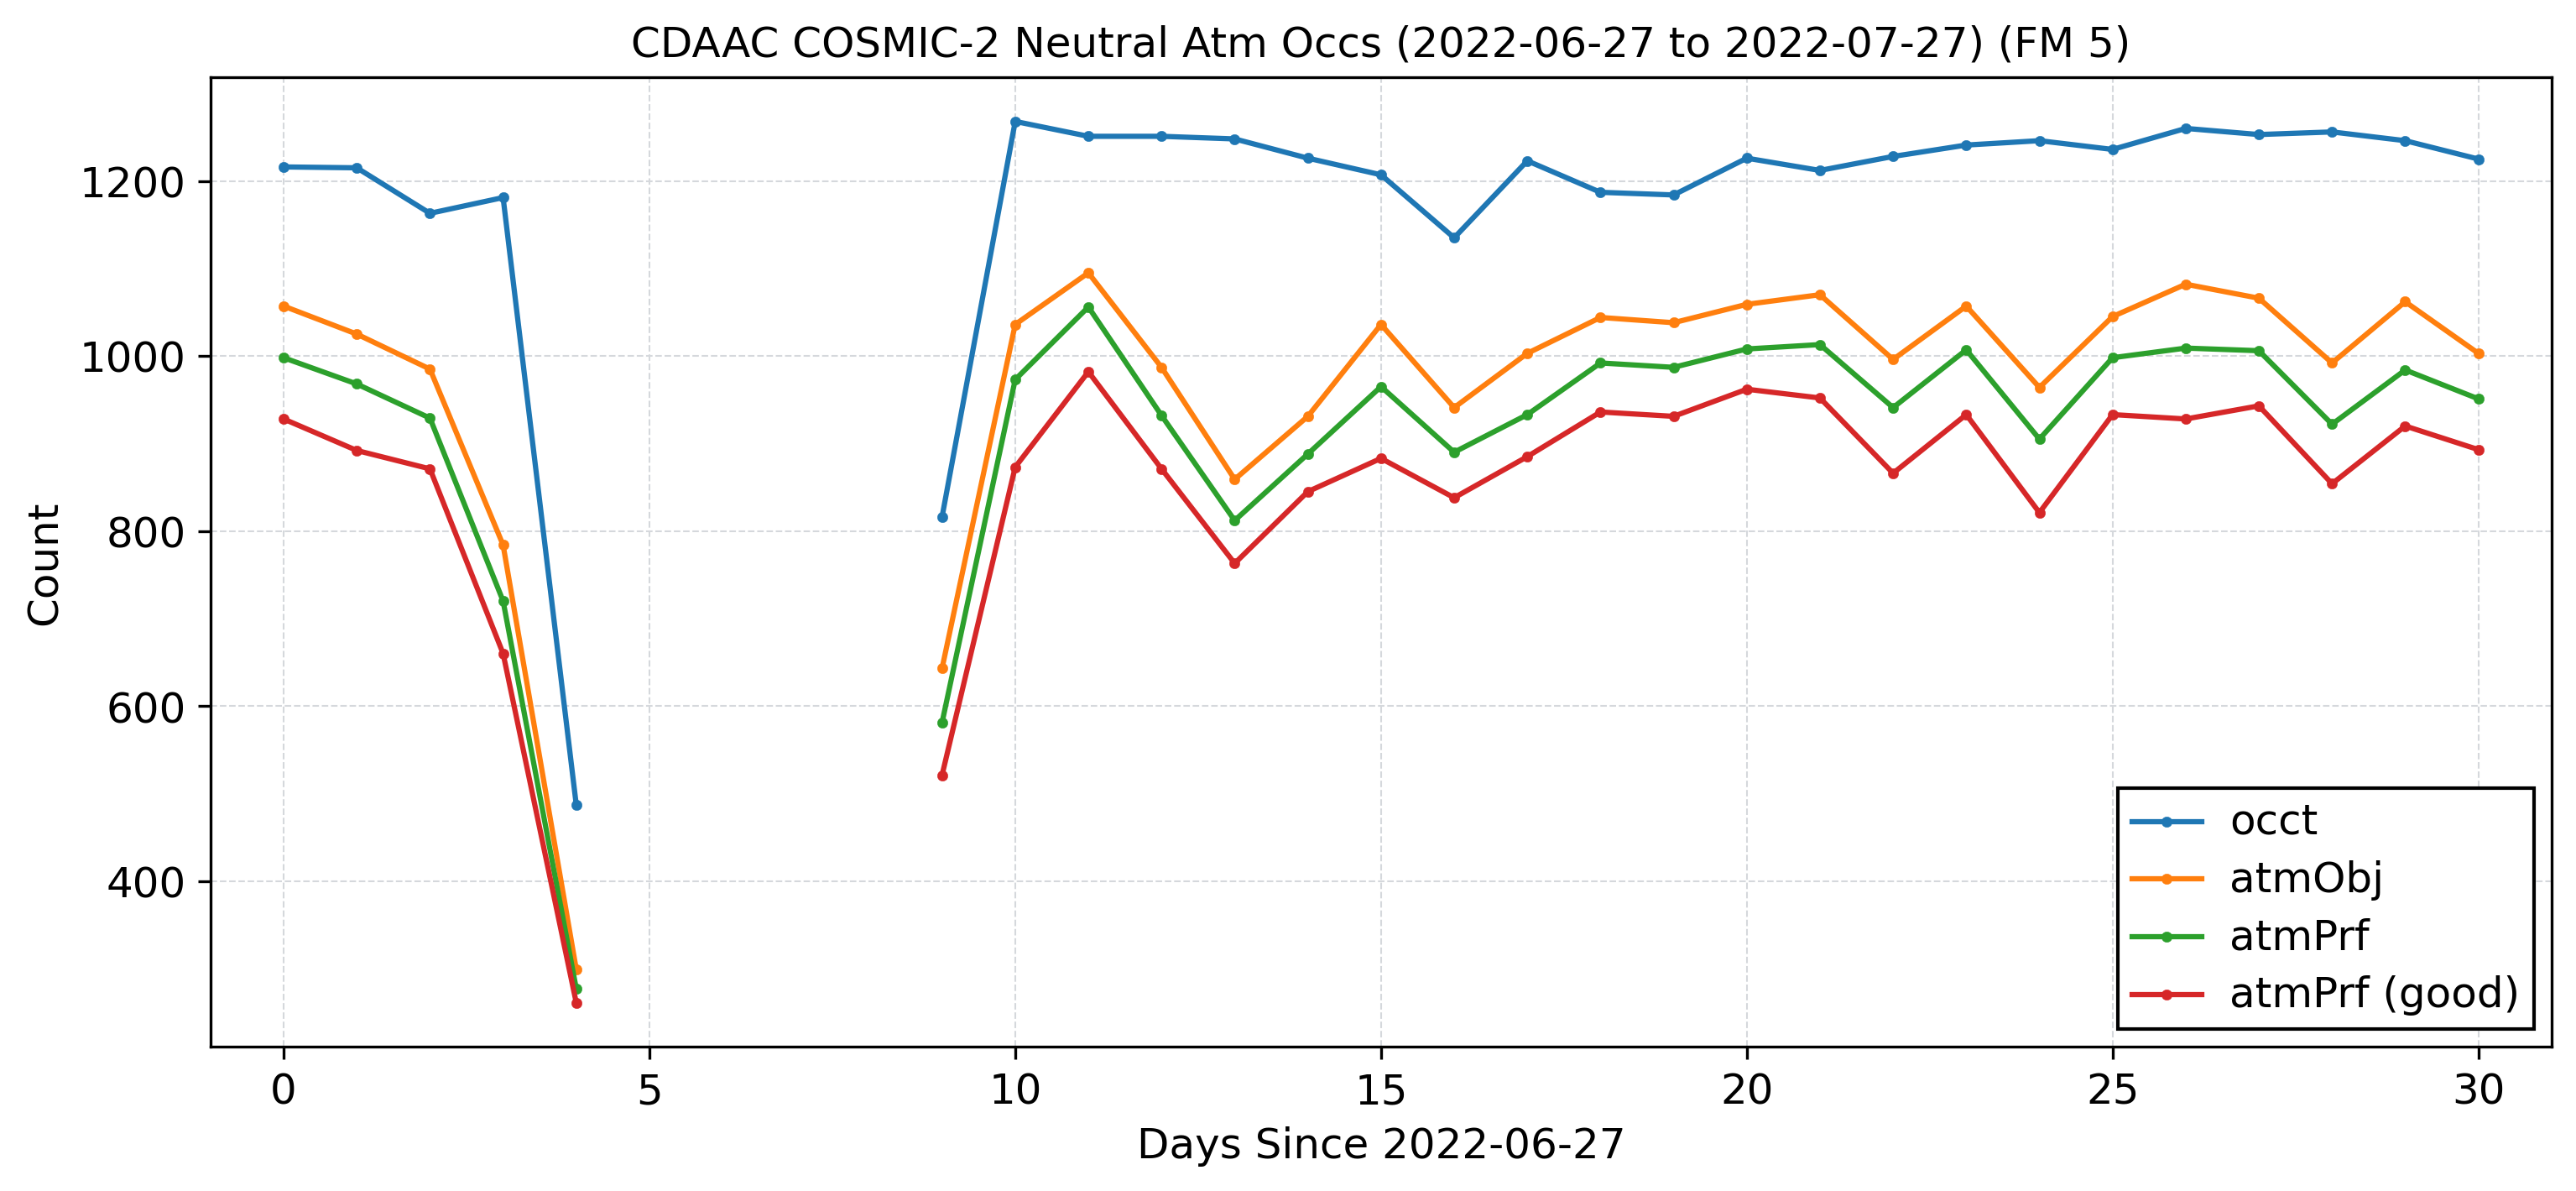 CDAAC COSMIC-2 Neutral Atm Occs (2022-06-27 to 2022-07-27) (FM 5)
1200
1000
800
600
400
Count
occt
atmObj
atmPrf
atmPrf (good)
0 5 10 15 20 25 30
Days Since 2022-06-27